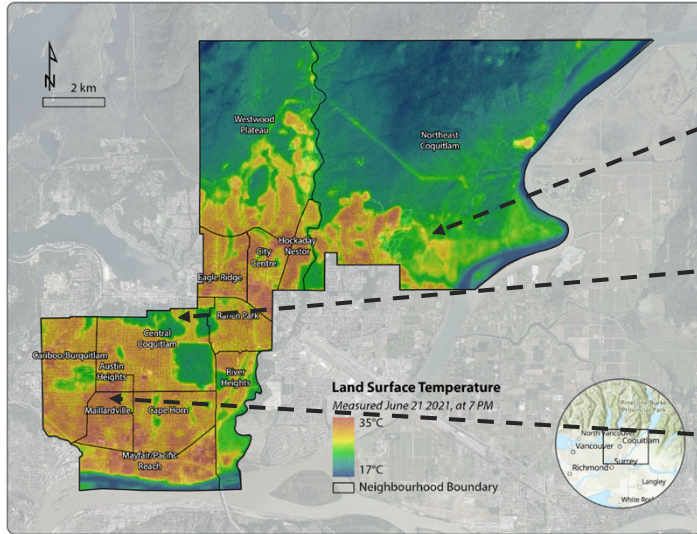 N
2 km
Westwood
Plateau
Northeast
Coquitlam
Hockaday
Nestor
City
Centre
Eagle Ridge
Ranch Park
Central
Coquitlam
Cariboo/Burquitlam
Austin
Heights
River
Heights
Maillardville
Cape Horn
Mayfair/Pacific
Reach
Land Surface Temperature
Measured June 21 2021, at 7 PM
35°C
17°C
Neighbourhood Boundary
Pinecone Burke
Provincial Park
North Vancouver
Coquitlam
Vancouver
Surrey
Richmond
Langley
White Rock